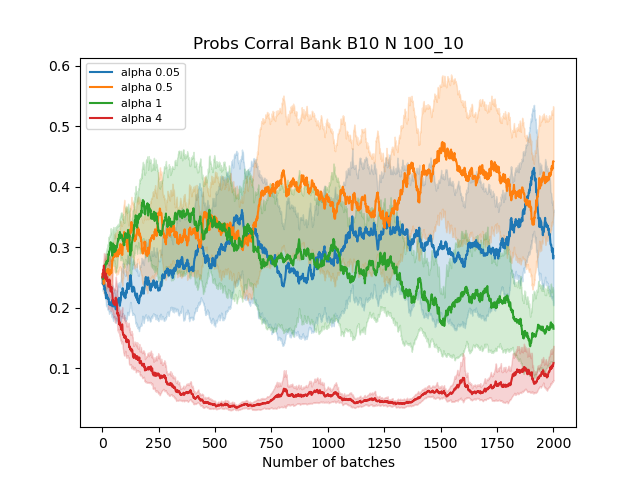 Probs Corral Bank B10 N 100_10
alpha 0.05
alpha 0.5
alpha 1
alpha 4
0.6
0.5
0.4
0.3
0.2
0.1
0 250 500 750 1000 1250 1500 1750 2000
Number of batches